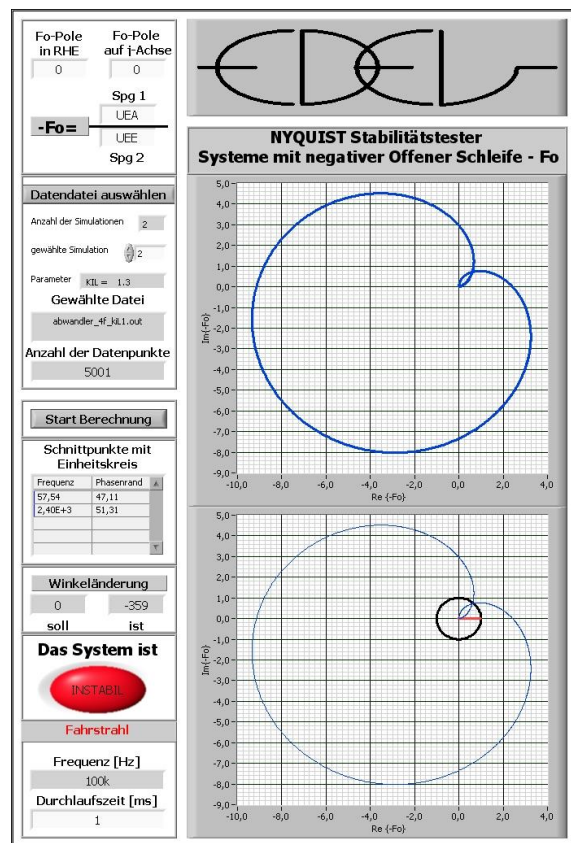 Fo-Pole in RHE
Fo-Pole auf j-Achse
0
0
Spg 1
UEA
-Fo=
UEE
Spg 2
Datendatei auswählen
Anzahl der Simulationen 2
gewählte Simulation 2
Parameter KIL = 1.3
Gewählte Datei
abwandler_4f_kiL1.out
Anzahl der Datenpunkte
5001
Start Berechnung
Schnittpunkte mit
Einheitskreis
Frequenz Phasenrand
57,54 47,11
2,40E+3 51,31
Winkeländerung
0 -359
soll ist
Das System ist
INSTABIL
Fahrstrahl
Frequenz [Hz]
100k
Durchlaufszeit [ms]
1
EDEL
NYQUIST Stabilitätstester
Systeme mit negativer Offener Schleife - Fo
5,0
4,0
3,0
2,0
1,0
0,0
-1,0
-2,0
-3,0
-4,0
-5,0
-6,0
-7,0
-8,0
-9,0
Im{-Fo}
-10,0 -8,0 -6,0 -4,0 -2,0 0,0 2,0 4,0
Re {-Fo}
5,0
4,0
3,0
2,0
1,0
0,0
-1,0
-2,0
-3,0
-4,0
-5,0
-6,0
-7,0
-8,0
-9,0
Im{-Fo}
-10,0 -8,0 -6,0 -4,0 -2,0 0,0 2,0 4,0
Re {-Fo}